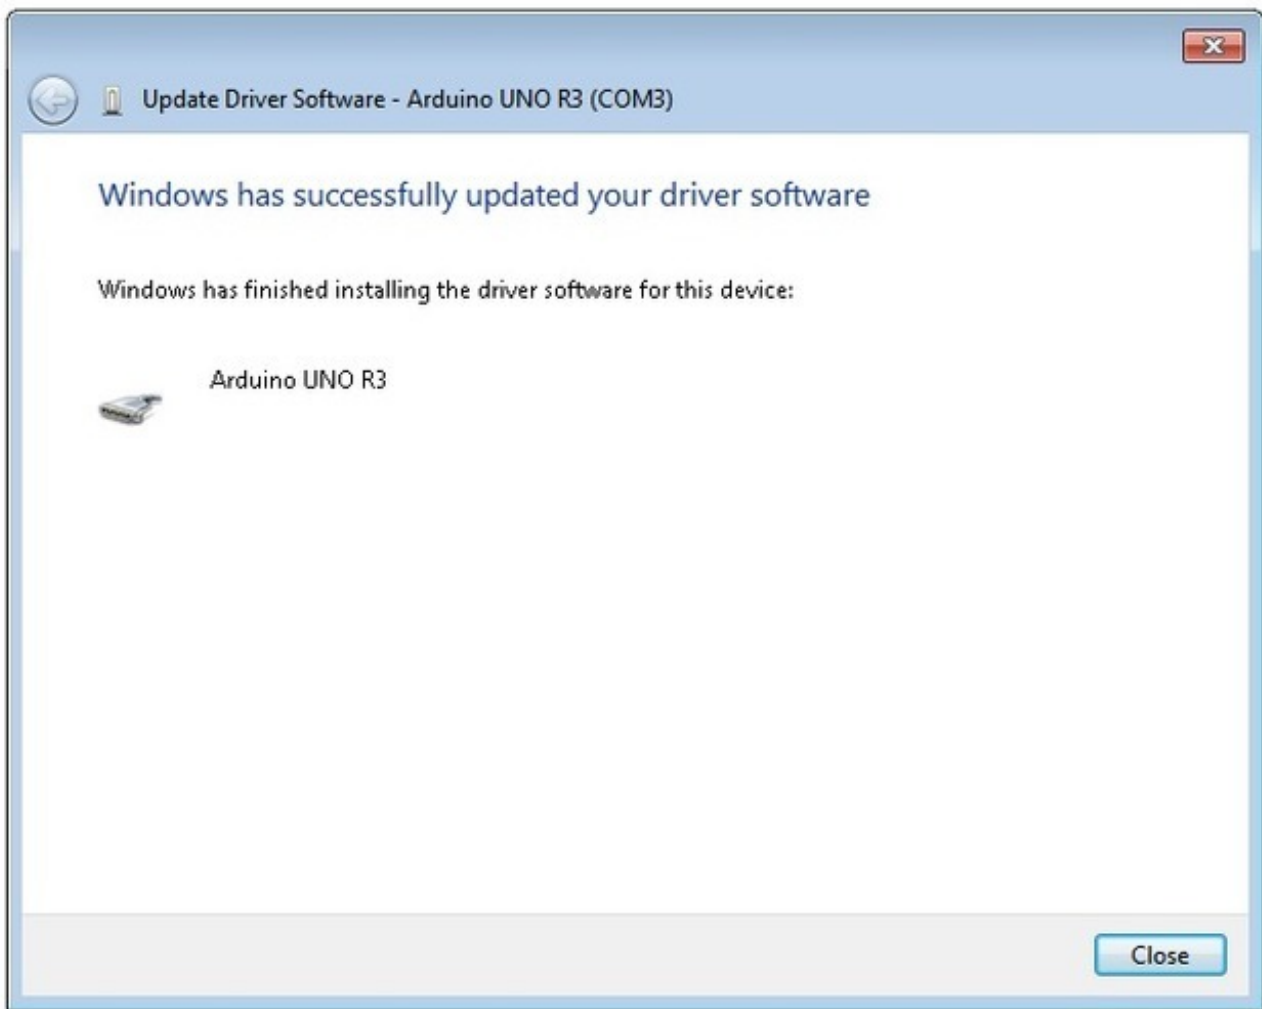 Update Driver Software - Arduino UNO R3 (COM3)
Windows has successfully updated your driver software
Windows has finished installing the driver software for this device:
Arduino UNO R3
Close